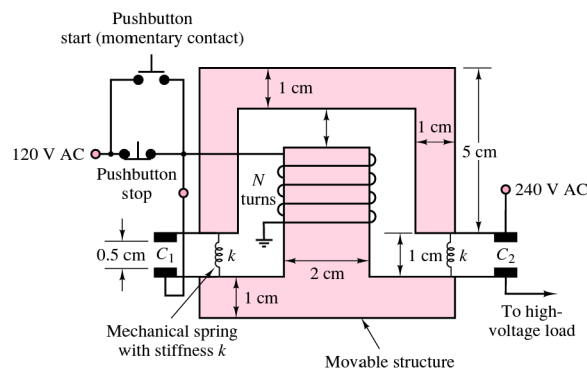 Pushbutton
start (momentary contact)
1 cm
1 cm
5 cm
120 V AC
Pushbutton
stop
N
turns
240 V AC
0.5 cm
C1
k
2 cm
1 cm
k
C2
1 cm
To high-
voltage load
Mechanical spring
with stiffness k
Movable structure